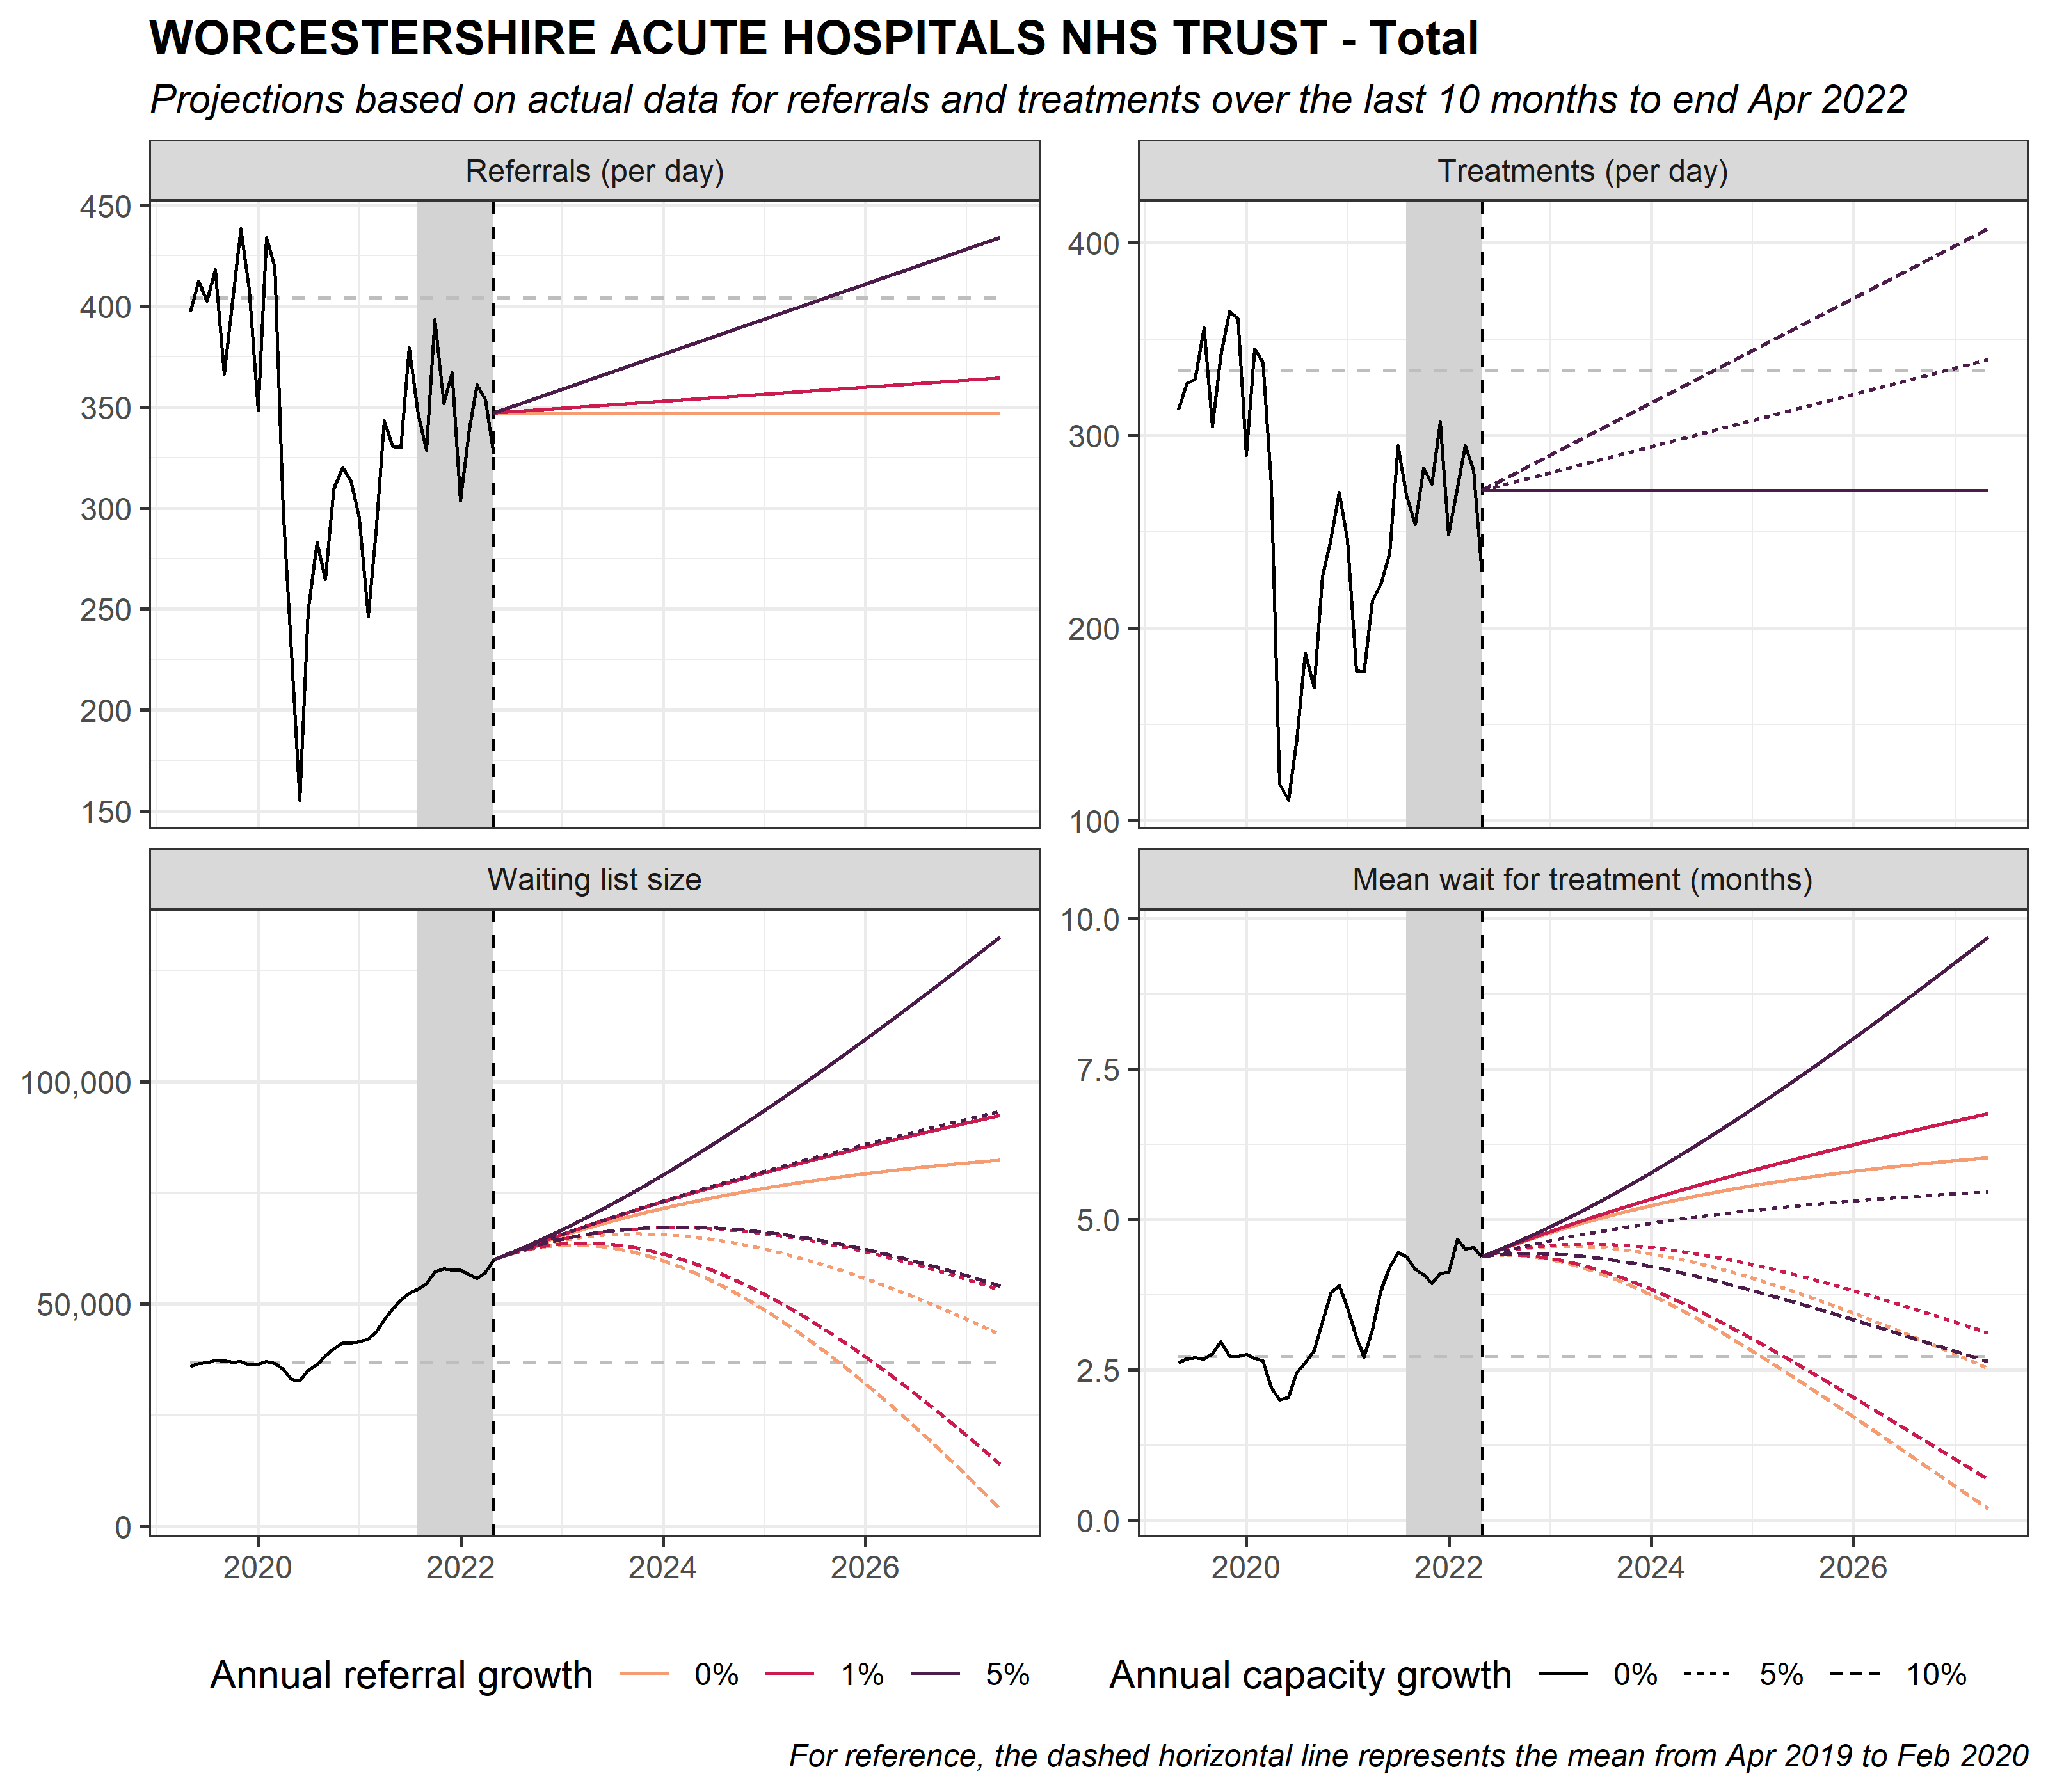 WORCESTERSHIRE ACUTE HOSPITALS NHS TRUST - Total
Projections based on actual data for referrals and treatments over the last 10 months to end Apr 2022
Referrals (per day)
450
400
350
300
250
200
150
Treatments (per day)
400
300
200
100
Waiting list size
100,000
50,000
0
2020 2022 2024 2026
Mean wait for treatment (months)
10.0
7.5
5.0
2.5
0.0
2020 2022 2024 2026
Annual referral growth 0% 1% 5%
Annual capacity growth 0% 5% 10%
For reference, the dashed horizontal line represents the mean from Apr 2019 to Feb 2020